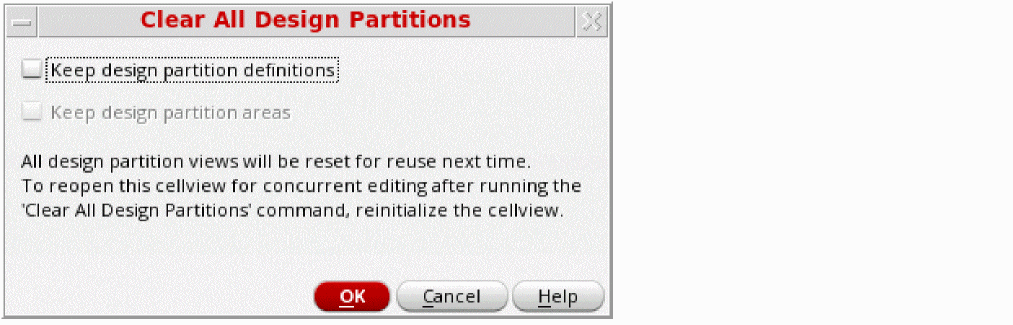 Clear All Design Partitions
Keep design partition definitions
Keep design partition areas
All design partition views will be reset for reuse next time.
To reopen this cellview for concurrent editing after running the
'Clear All Design Partitions' command, reinitialize the cellview.
OK Cancel Help